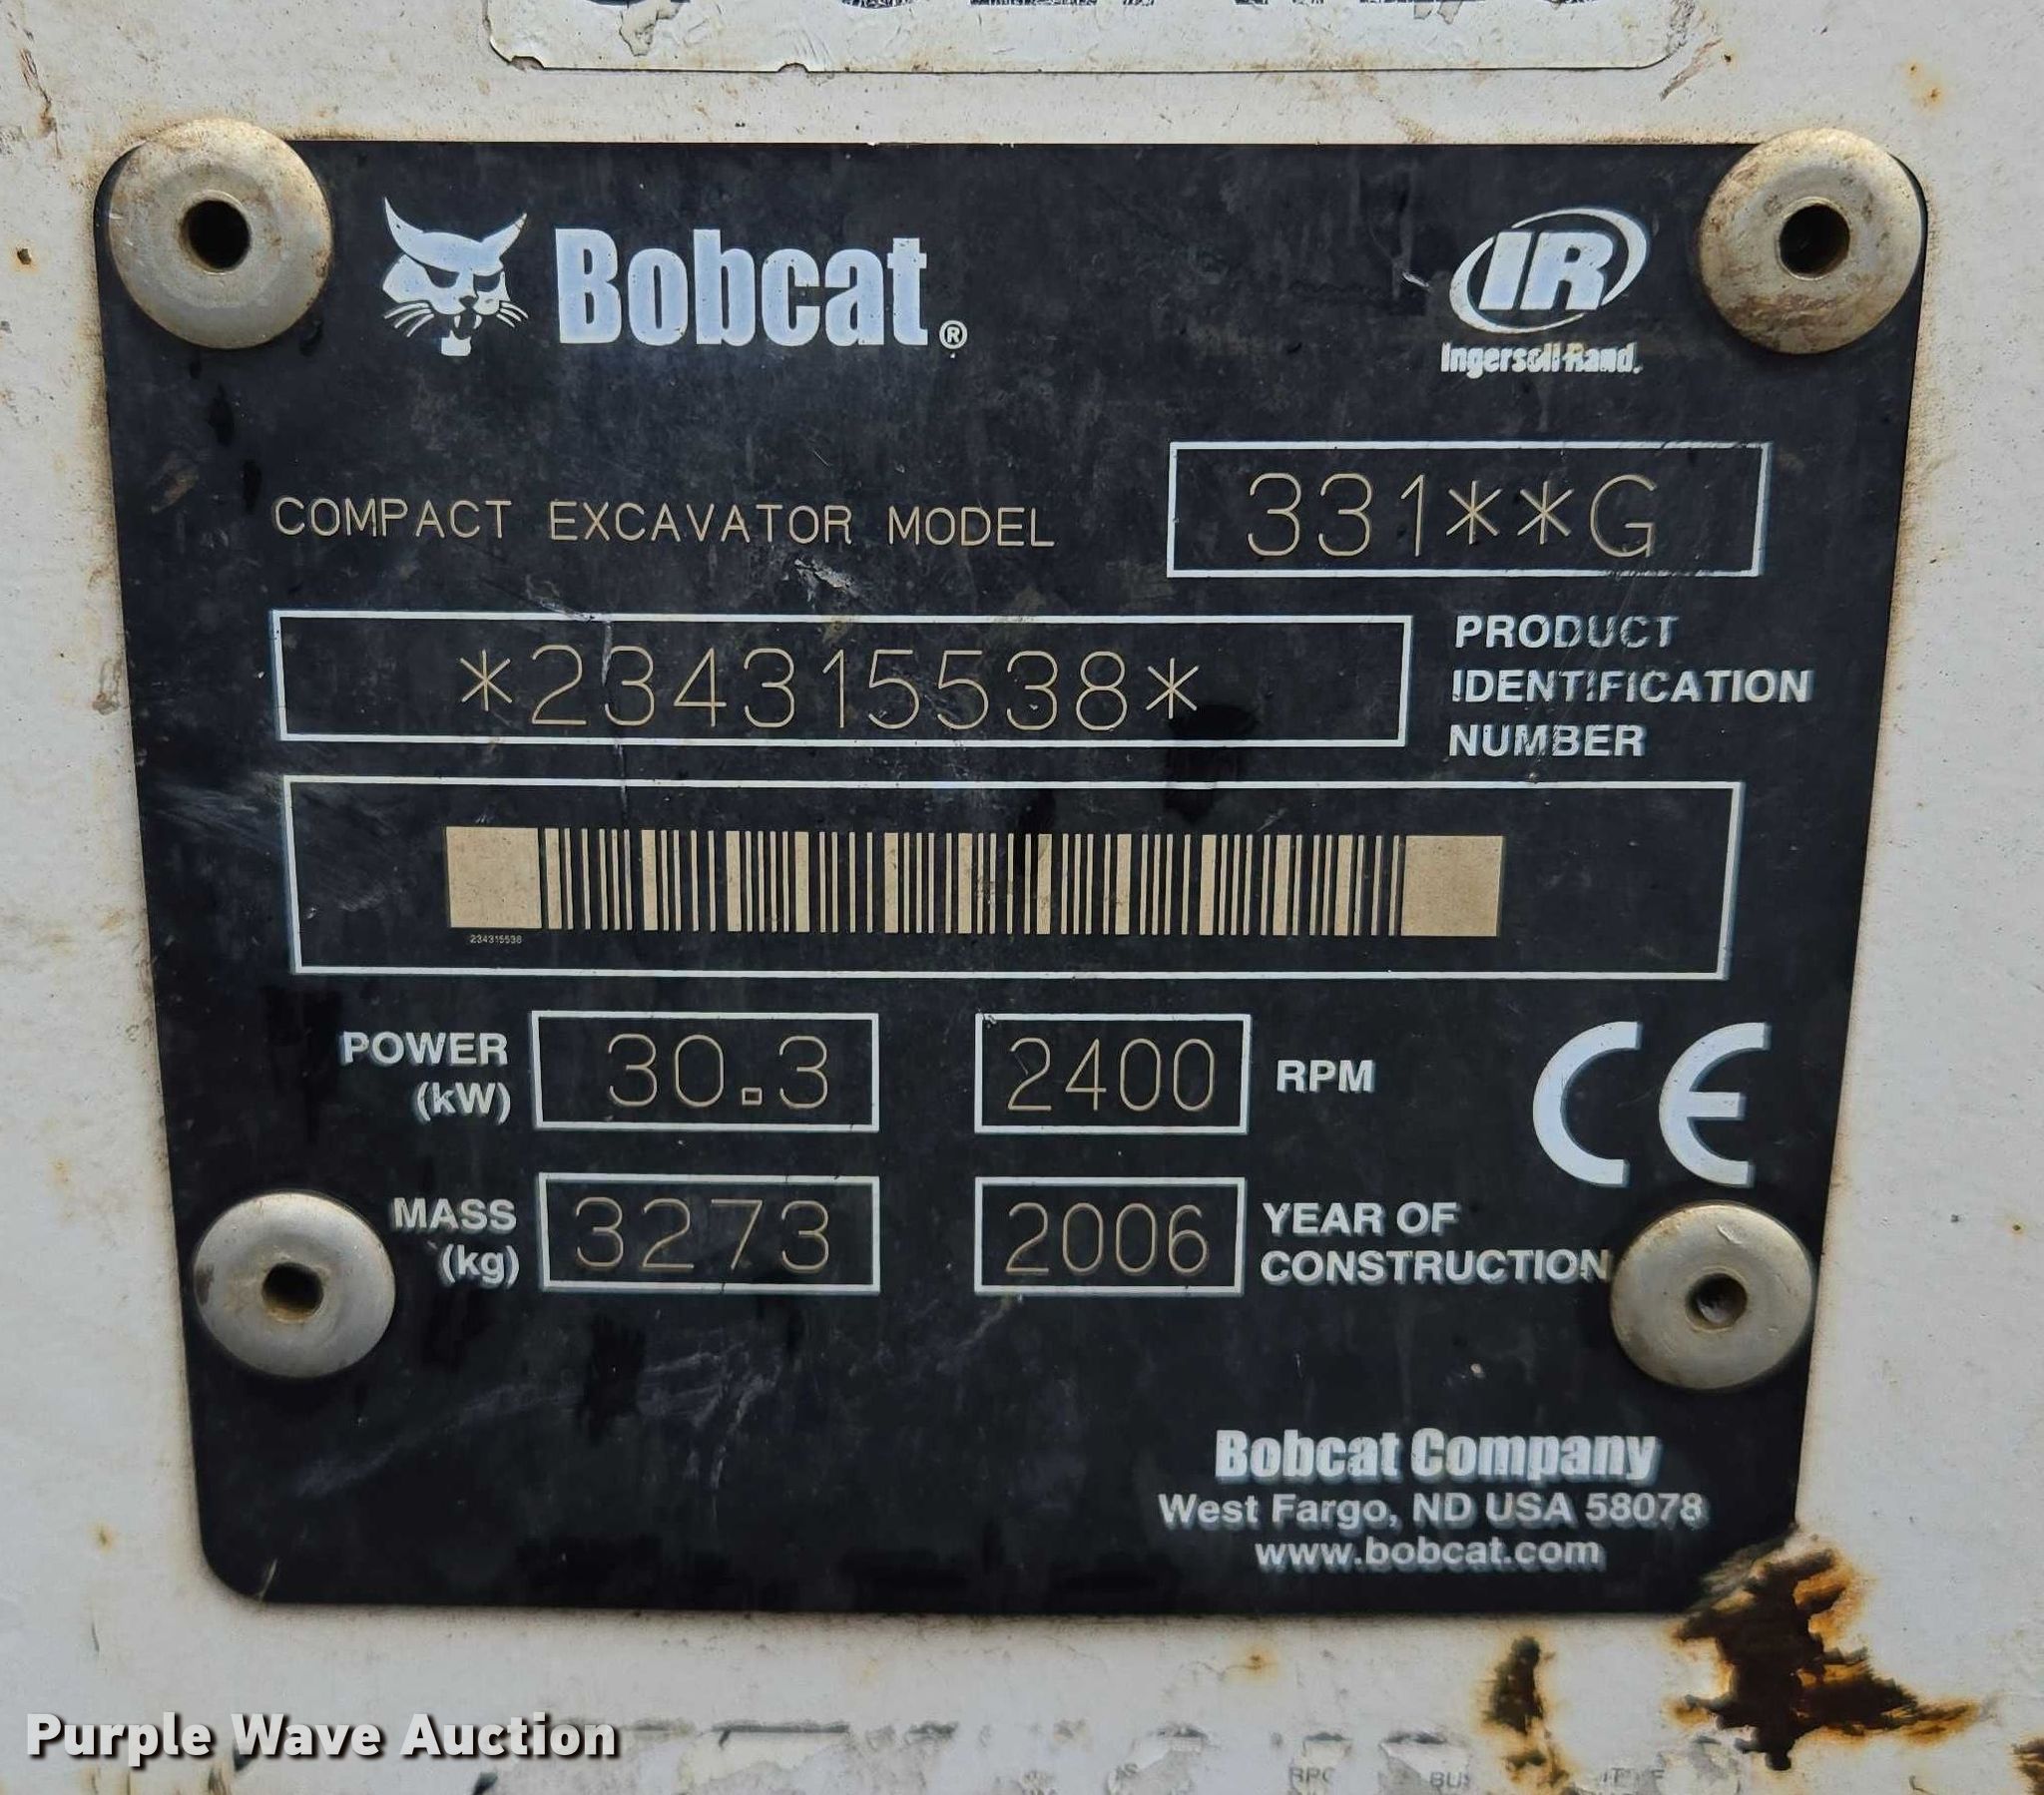 Bobcat®
IR
Ingersoll-Rand.
COMPACT EXCAVATOR MODEL 331**G
*234315538* PRODUCT
IDENTIFICATION
NUMBER
234315538
POWER
(kW) 30.3 2400 RPM
CE
MASS
(kg) 3273 2006 YEAR OF
CONSTRUCTION
Bobcat Company
West Fargo, ND USA 58078
www.bobcat.com
Purple Wave Auction